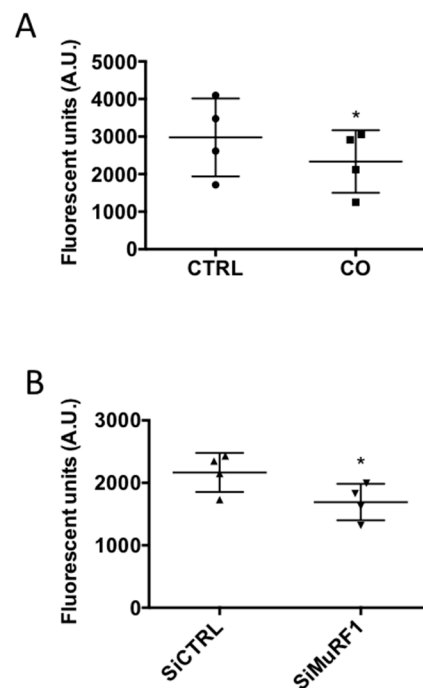 A
Fluorescent units (A.U.)
5000
4000
3000
2000
1000
0
*
CTRL
CO
B
Fluorescent units (A.U.)
3000
2000
1000
0
*
SiCTRL
SiMuRF1